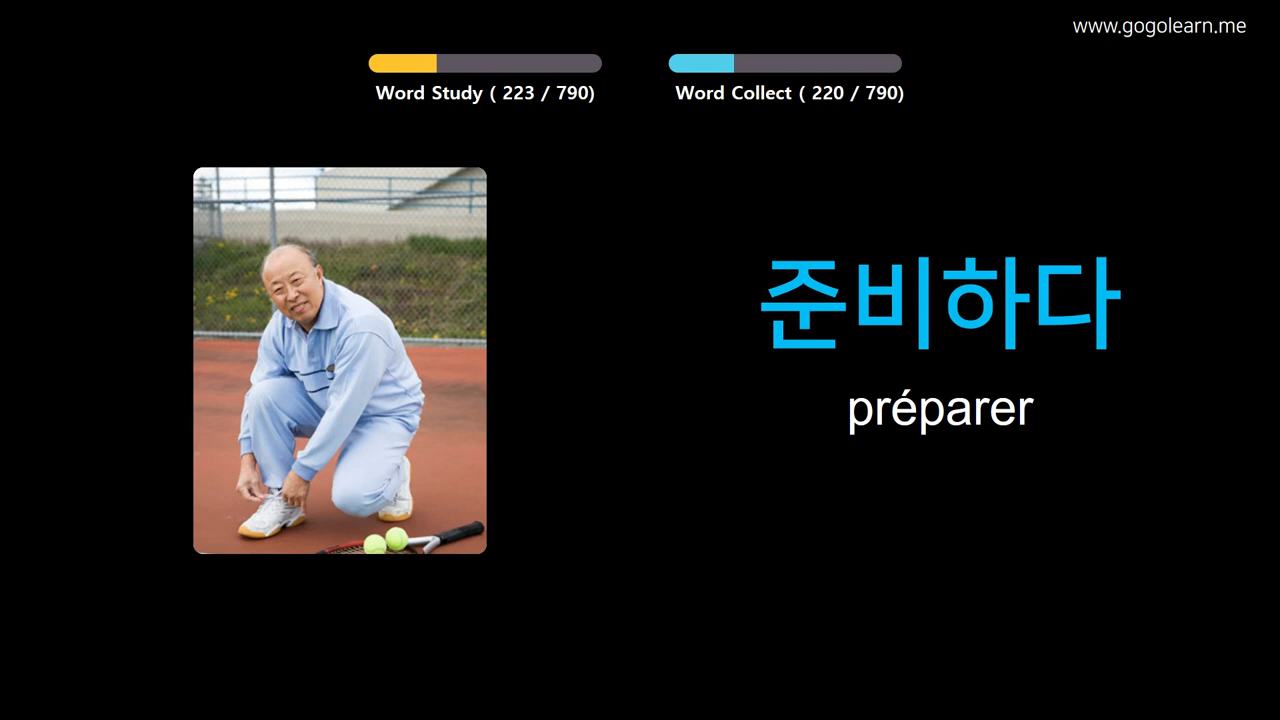 www.gogolearn.me
Word Study ( 223 / 790)
Word Collect ( 220 / 790)
준비하다
préparer